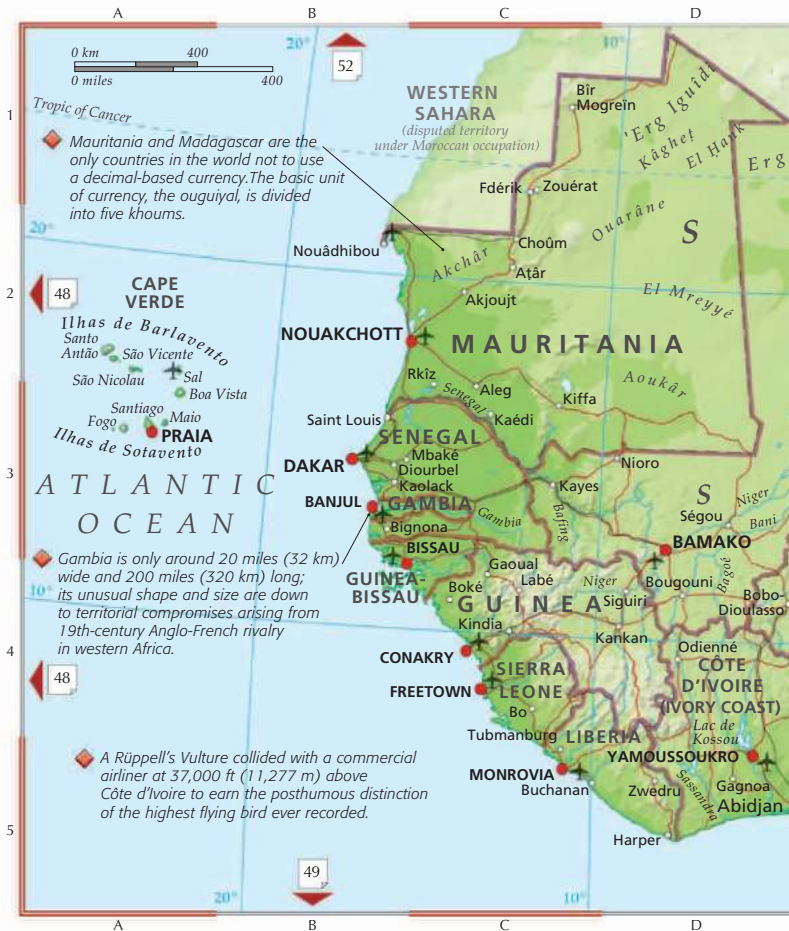 A
B
C
D
0 km 400
0 miles 400
20°
52
10°
WESTERN
SAHARA
(disputed territory
under Moroccan occupation)
Bîr
Mogreïn
'Erg Iguîdi
Kâgheţ
El Ḥank
Erg
1
Tropic of Cancer
Mauritania and Madagascar are the
only countries in the world not to use
a decimal-based currency.The basic unit
of currency, the ouguiyal, is divided
into five khoums.
Fdérik
Zouérat
Ouarâne
S
20°
Nouâdhibou
Akchâr
Choûm
Aţâr
2
48
CAPE
VERDE
Akjoujt
El Mreyyé
Ilhas de Barlavento
Santo
Antão
São Vicente
São Nicolau
Sal
Boa Vista
NOUAKCHOTT
MAURITANIA
Rkîz
Senegal
Aleg
Kiffa
Aoukâr
Santiago
Maio
Fogo
PRAIA
Ilhas de Sotavento
Saint Louis
Kaédi
SENEGAL
3
DAKAR
Mbaké
Diourbel
Kaolack
Nioro
ATLANTIC
OCEAN
BANJUL
GAMBIA
Kayes
S
Niger
Ségou
Bani
Bignona
Gambia
Bafing
BAMAKO
Gambia is only around 20 miles (32 km)
wide and 200 miles (320 km) long;
its unusual shape and size are down
to territorial compromises arising from
19th-century Anglo-French rivalry
in western Africa.
BISSAU
GUINEA-
BISSAU
Gaoual
Labé
Boké
Niger
Bougouni
Bagoé
Bobo-
Dioulasso
10°
GUINEA
Siguiri
Kindia
Kankan
4
48
CONAKRY
FREETOWN
SIERRA
LEONE
Odienné
CÔTE
D'IVOIRE
(IVORY COAST)
Bo
Lac de
Kossou
Tubmanburg
LIBERIA
YAMOUSSOUKRO
A Rüppell's Vulture collided with a commercial
airliner at 37,000 ft (11,277 m) above
Côte d'Ivoire to earn the posthumous distinction
of the highest flying bird ever recorded.
MONROVIA
Buchanan
Zwedru
Sassandra
Gagnoa
Abidjan
5
Harper
49
20°
10°
A
B
C
D